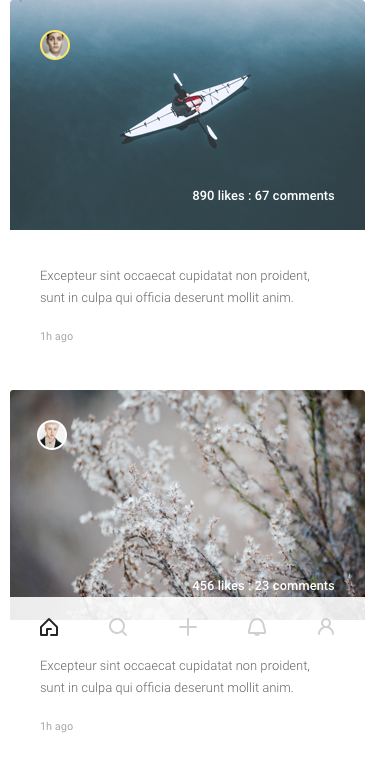 890 likes : 67 comments
Excepteur sint occaecat cupidatat non proident,
sunt in culpa qui officia deserunt mollit anim.
1h ago
456 likes : 23 comments
Excepteur sint occaecat cupidatat non proident,
sunt in culpa qui officia deserunt mollit anim.
1h ago